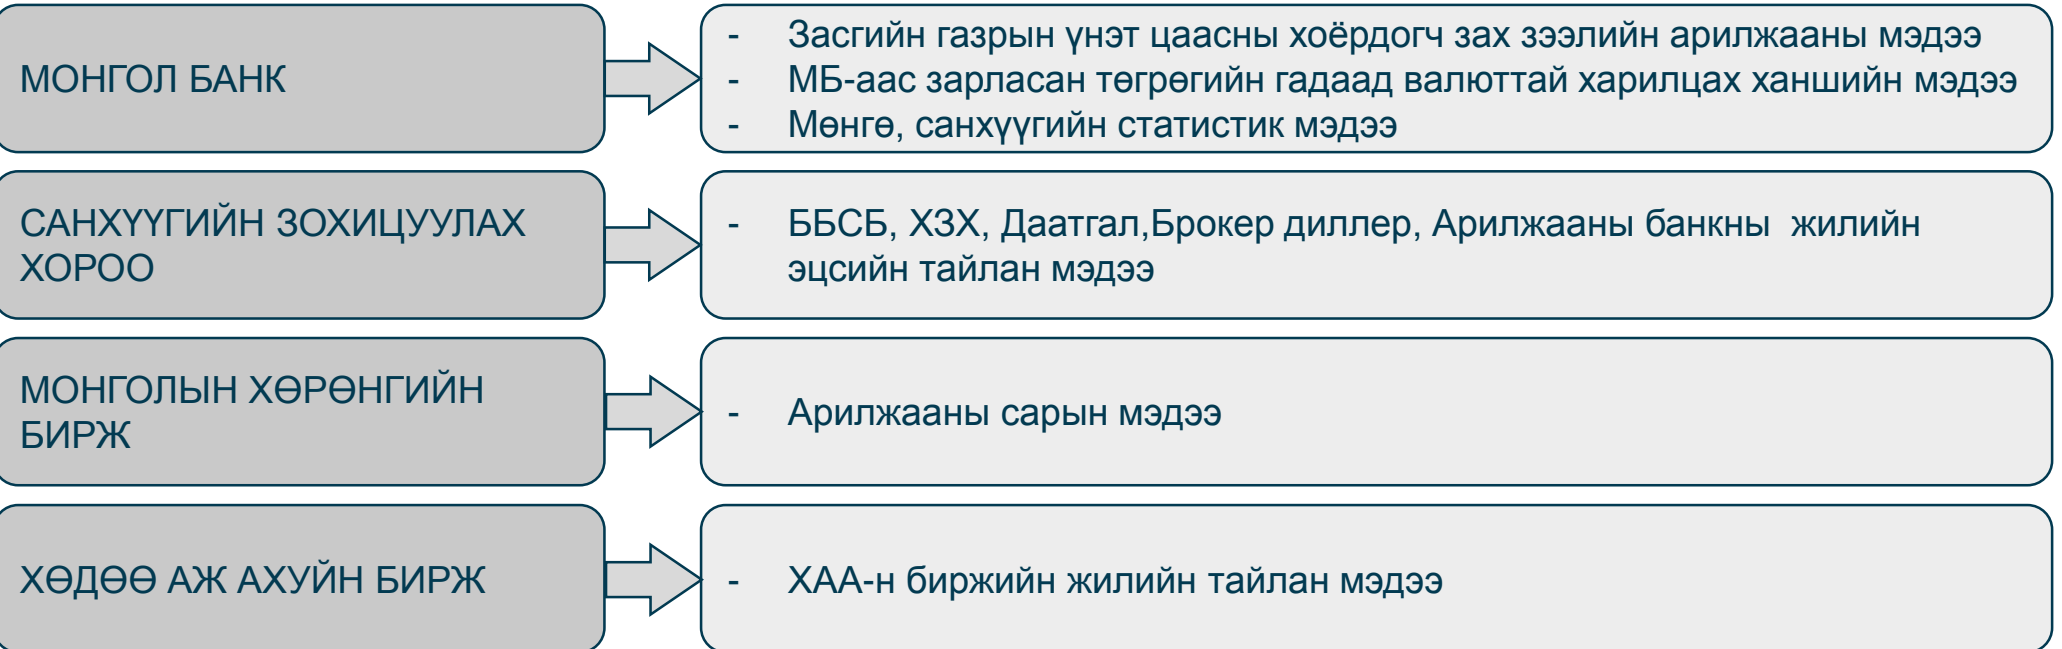 МОНГОЛ БАНК
- Засгийн газрын үнэт цаасны хоёрдогч зах зээлийн арилжааны мэдээ
- МБ-аас зарласан төгрөгийн гадаад валюттай харилцах ханшийн мэдээ
- Мөнгө, санхүүгийн статистик мэдээ
САНХҮҮГИЙН ЗОХИЦУУЛАХ
ХОРОО
- ББСБ, ХЗХ, Даатгал,Брокер диллер, Арилжааны банкны жилийн
эцсийн тайлан мэдээ
МОНГОЛЫН ХӨРӨНГИЙН
БИРЖ
- Арилжааны сарын мэдээ
ХӨДӨӨ АЖ АХУЙН БИРЖ
- ХАА-н биржийн жилийн тайлан мэдээ